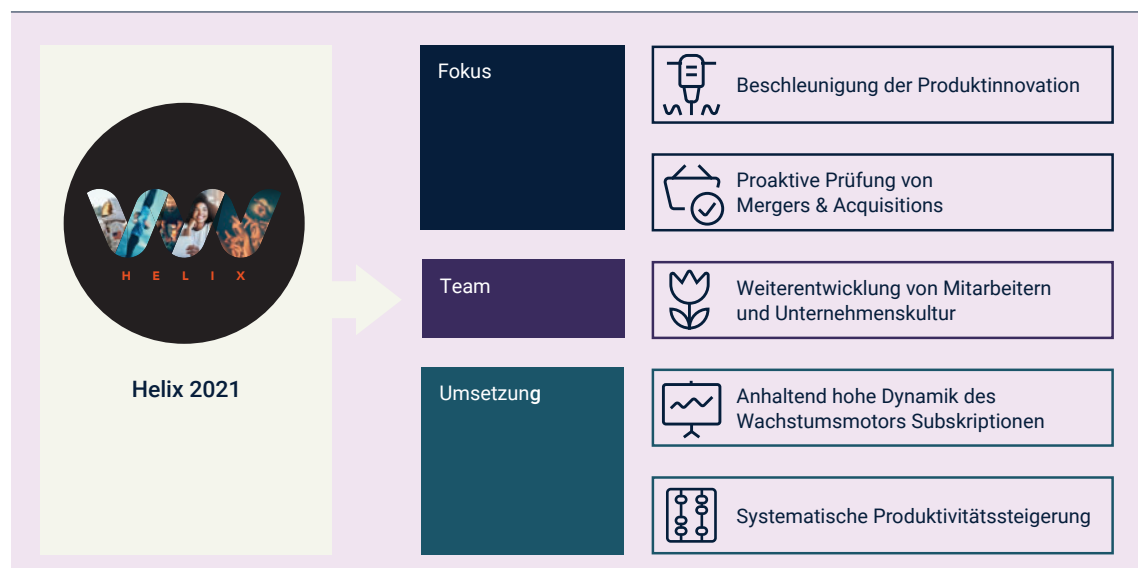 HELIX
Helix 2021
Fokus
Beschleunigung der Produktinnovation
Proaktive Prüfung von
Mergers & Acquisitions
Team
Weiterentwicklung von Mitarbeitern
und Unternehmenskultur
Umsetzung
Anhaltend hohe Dynamik des
Wachstumsmotors Subskriptionen
Systematische Produktivitätssteigerung